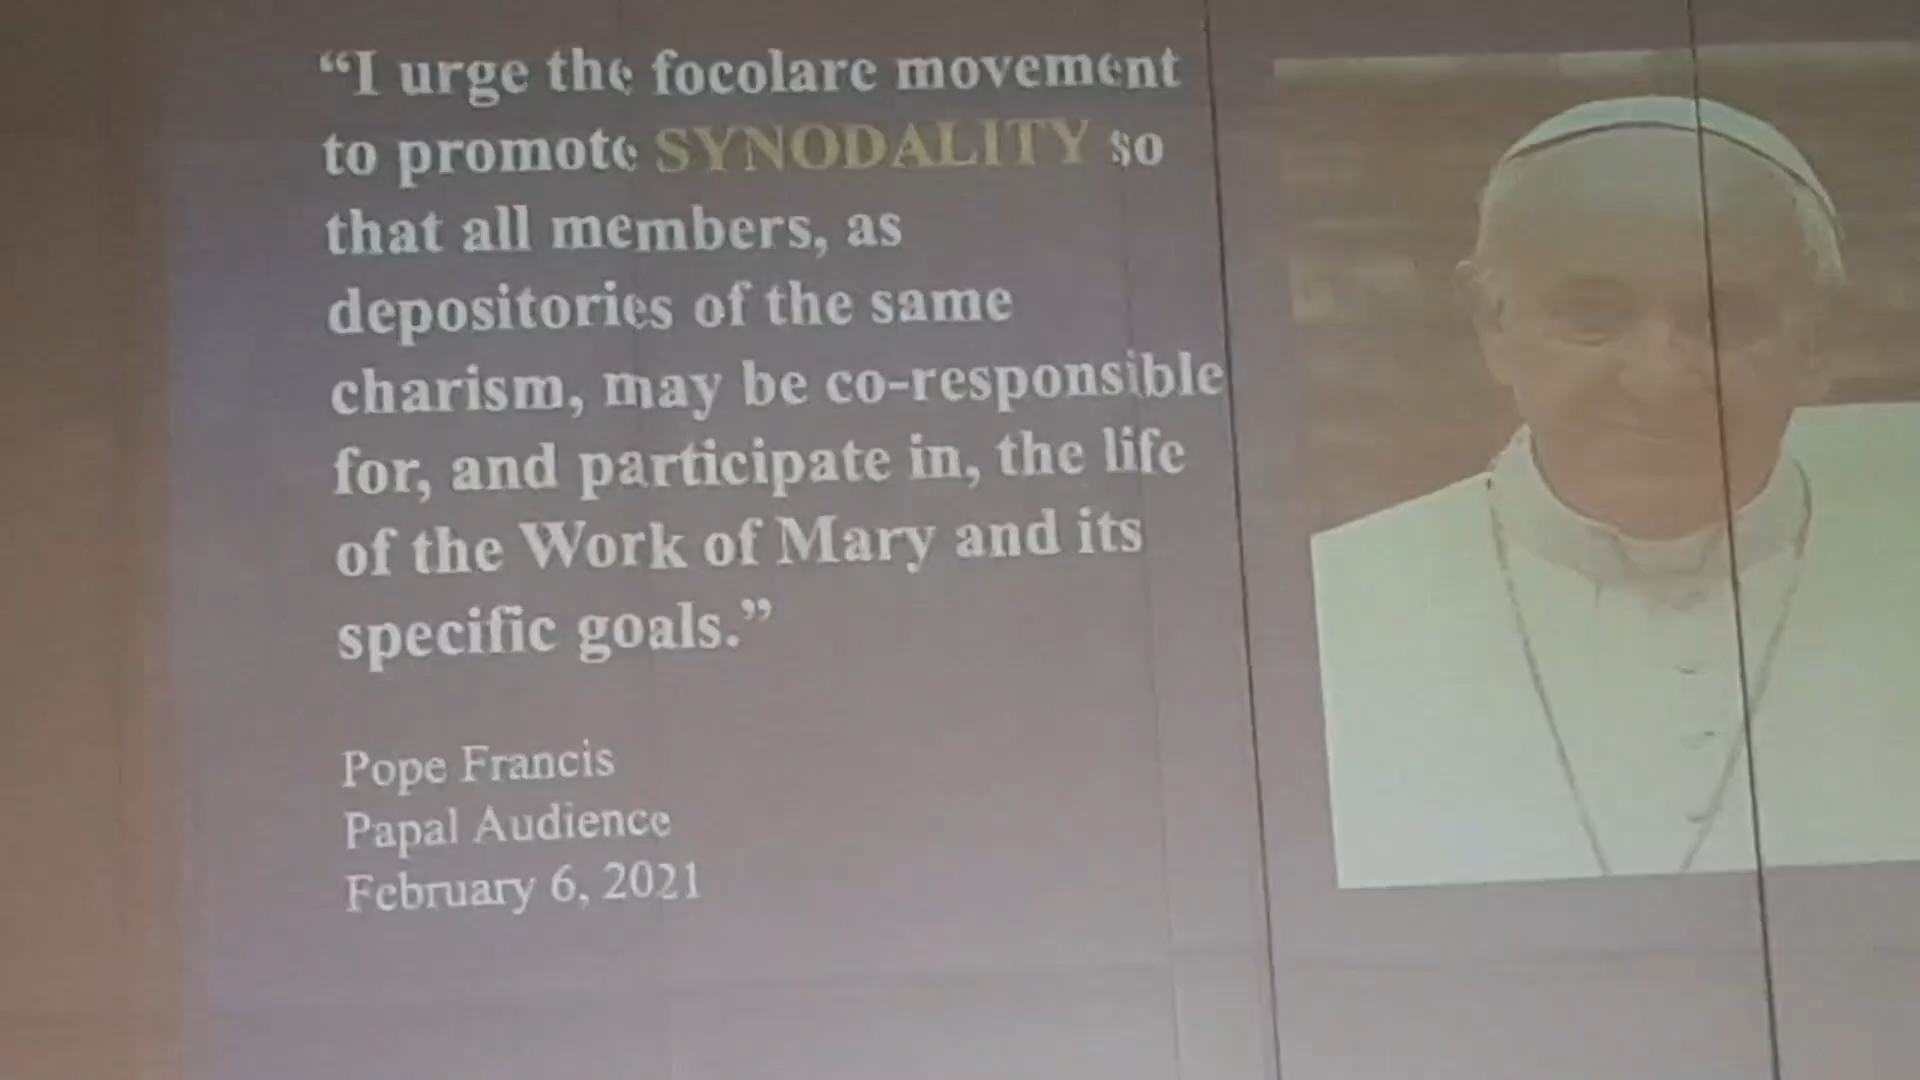 “I urge the focolare movement
to promote SYNODALITY so
that all members, as
depositories of the same
charism, may be co-responsible
for, and participate in, the life
of the Work of Mary and its
specific goals.”
Pope Francis
Papal Audience
February 6, 2021